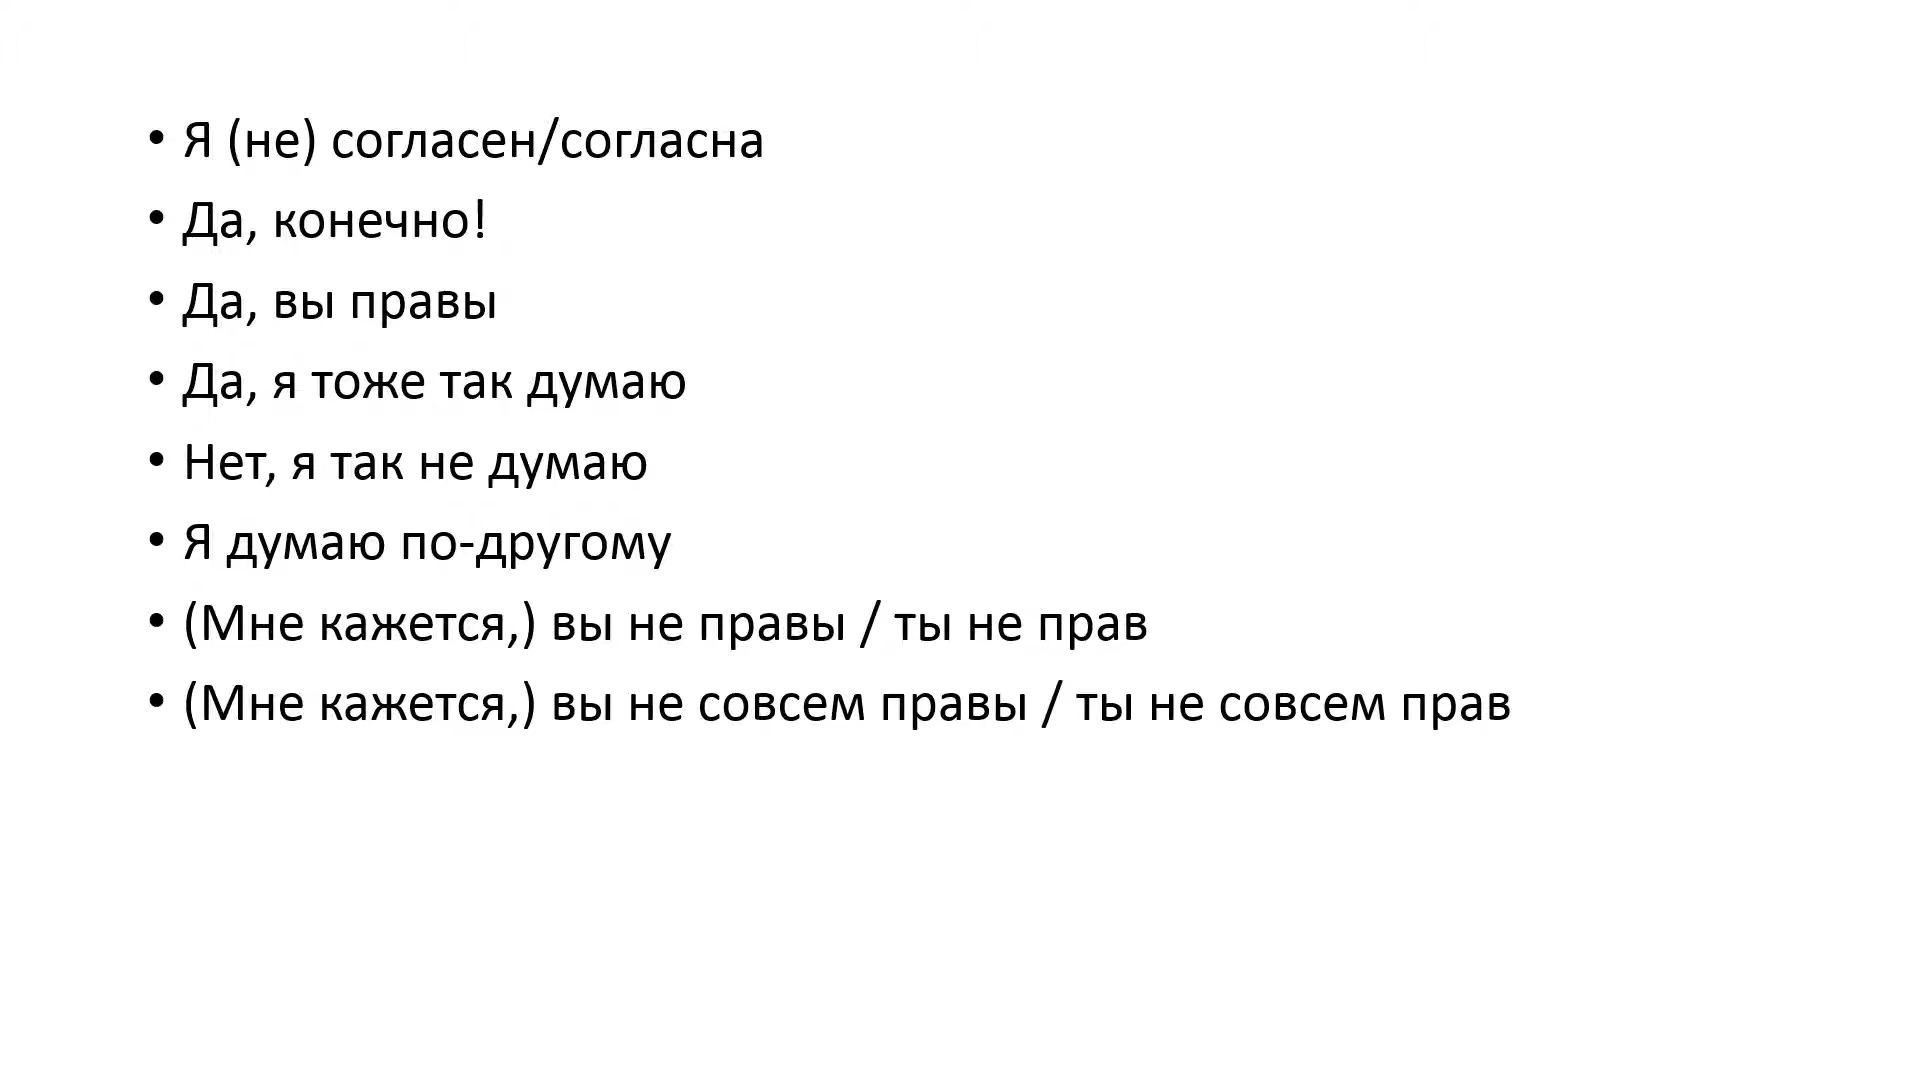 • Я (не) согласен/согласна
• Да, конечно!
• Да, вы правы
• Да, я тоже так думаю
• Нет, я так не думаю
• Я думаю по-другому
• (Мне кажется,) вы не правы / ты не прав
• (Мне кажется,) вы не совсем правы / ты не совсем прав